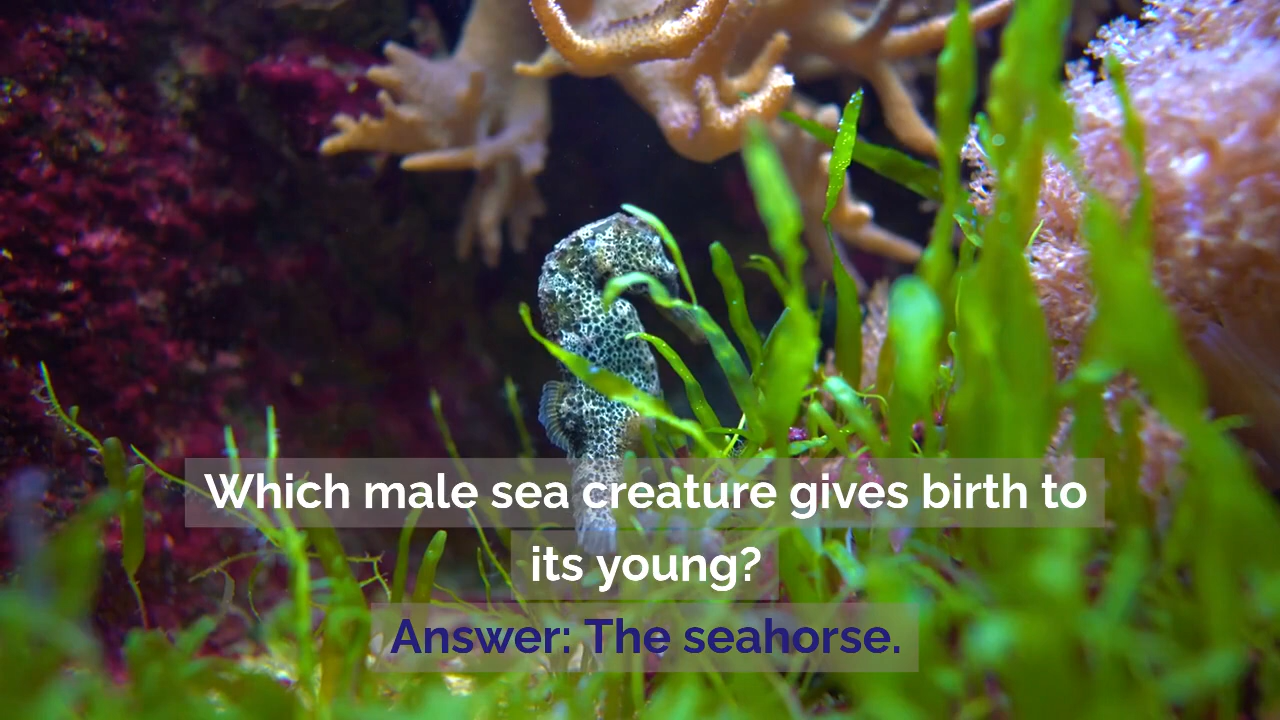 Which male sea creature gives birth to
its young?
Answer: The seahorse.